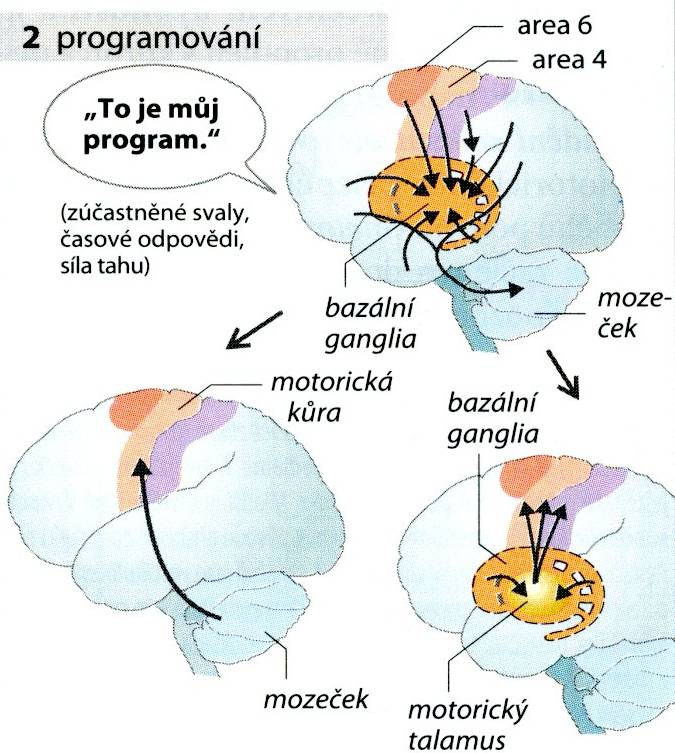 2 programování
area 6
area 4
„To je můj
program.“
(zúčastněné svaly,
časové odpovědi,
síla tahu)
bazální
ganglia
moze-
ček
motorická
kůra
bazální
ganglia
mozeček
motorický
talamus